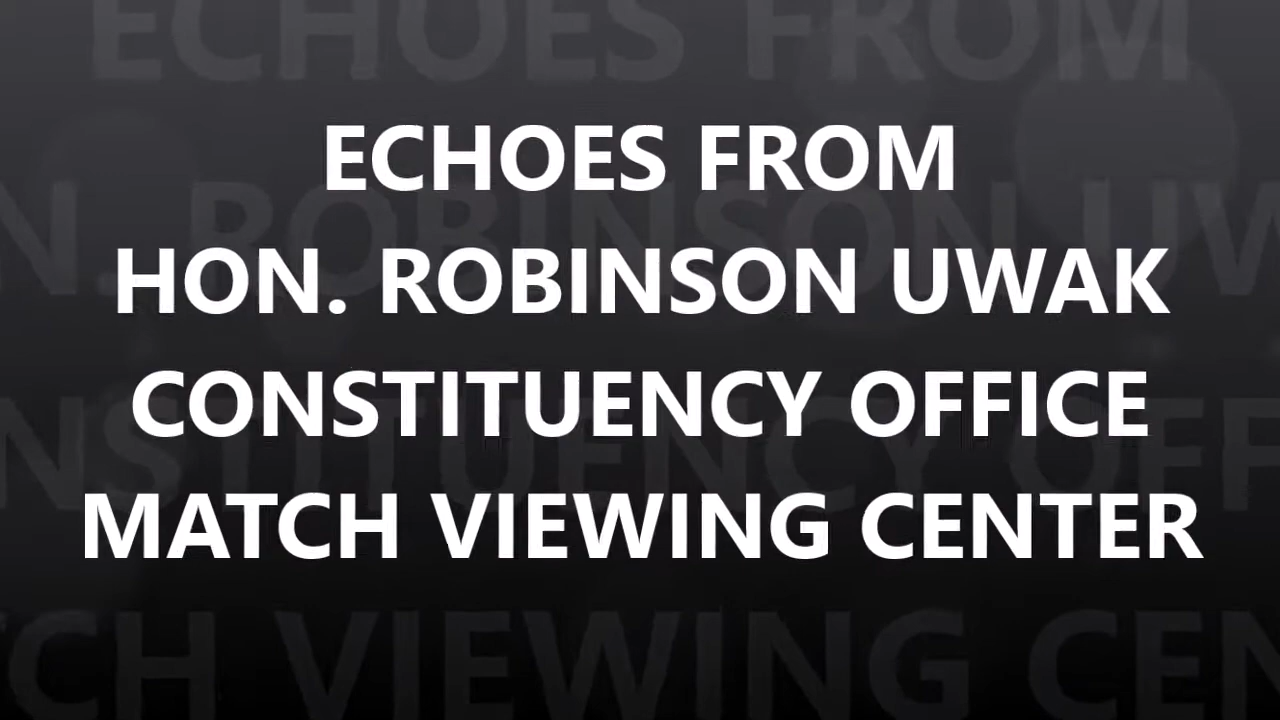 ECHOES FROM
HON. ROBINSON UWAK
CONSTITUENCY OFFICE
MATCH VIEWING CENTER